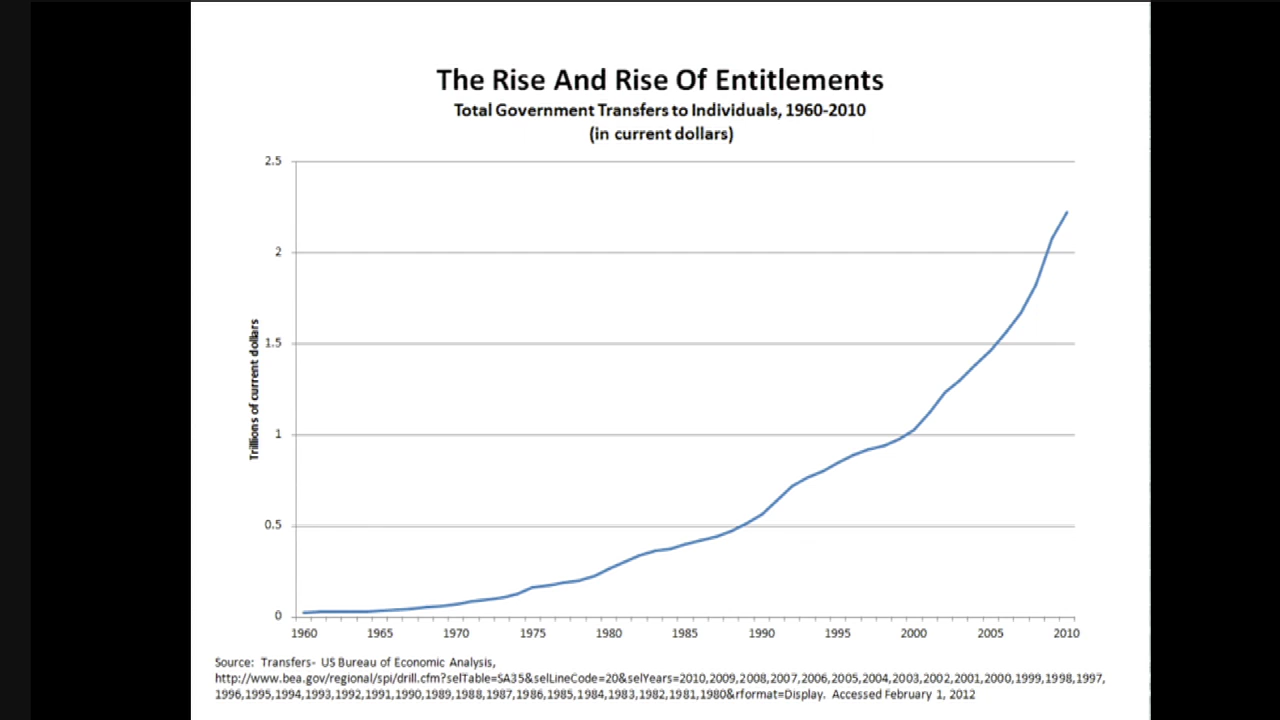 The Rise And Rise Of Entitlements
Total Government Transfers to Individuals, 1960-2010
(in current dollars)
2.5
2
1.5
1
0.5
0
Trillions of current dollars
1960 1965 1970 1975 1980 1985 1990 1995 2000 2005 2010
Source: Transfers- US Bureau of Economic Analysis,
http://www.bea.gov/regional/spi/drill.cfm?selTable=SA35&selLineCode=20&selYears=2010,2009,2008,2007,2006,2005,2004,2003,2002,2001,2000,1999,1998,1997,
1996,1995,1994,1993,1992,1991,1990,1989,1988,1987,1986,1985,1984,1983,1982,1981,1980&rformat=Display. Accessed February 1, 2012